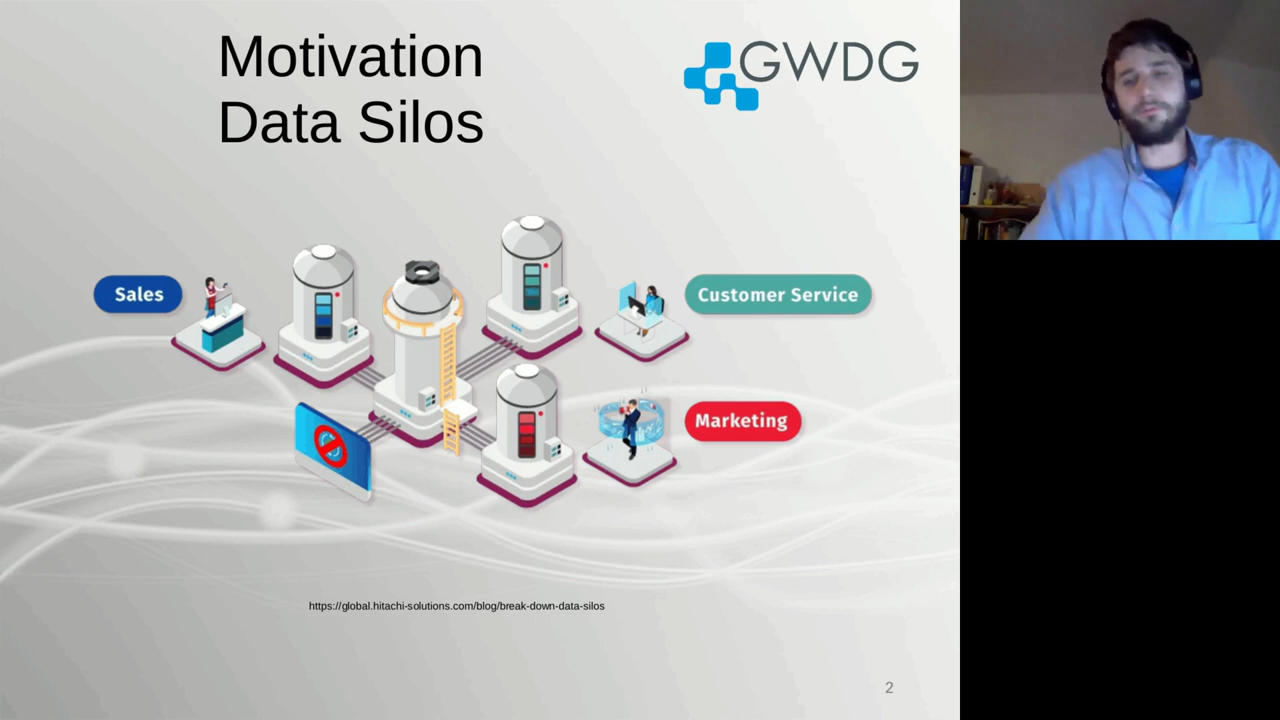 Motivation
Data Silos
GWDG
Sales
Customer Service
Marketing
https://global.hitachi-solutions.com/blog/break-down-data-silos
2